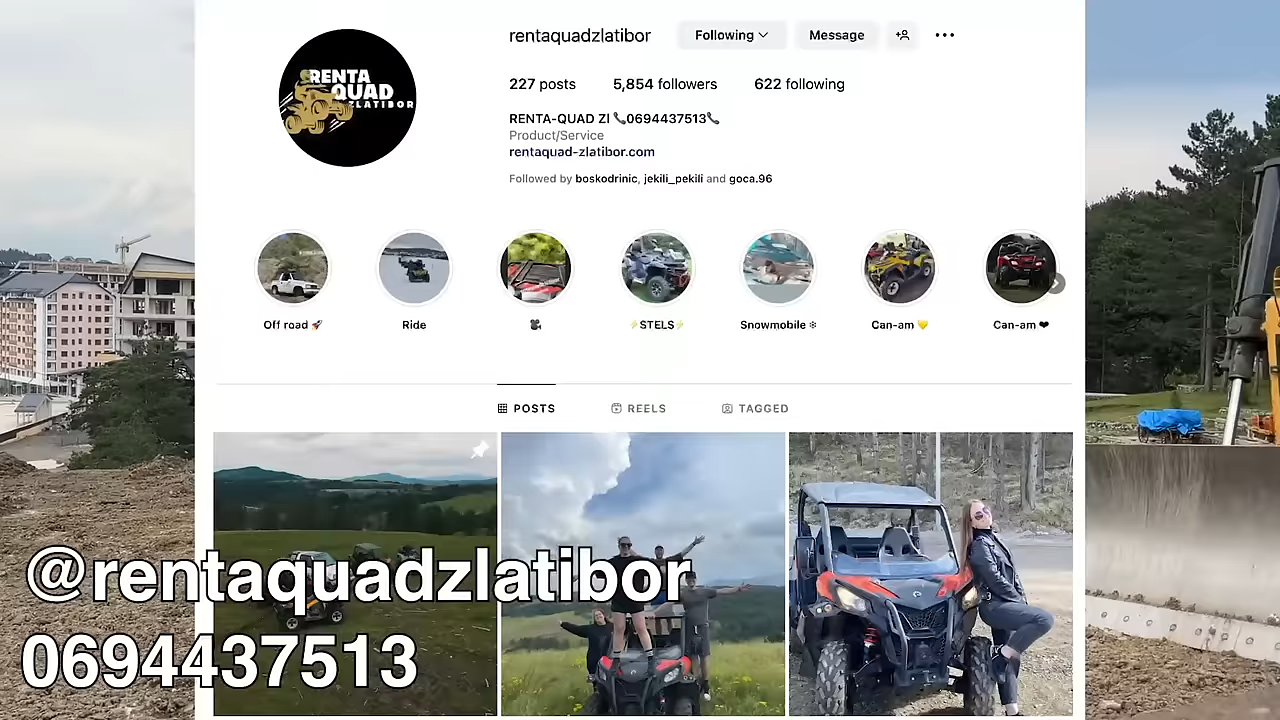 rentaquadzlatibor Following Message
227 posts 5,854 followers 622 following
RENTA-QUAD Zl 📞0694437513📞
Product/Service
rentaquad-zlatibor.com
Followed by boskodrinic, jekili_pekili and goca.96
RENTA
QUAD
ZLATIBOR
Off road 🚀 Ride 🎥 ⚡STELS⚡ Snowmobile ❄ Can-am 💛 Can-am ❤
POSTS REELS TAGGED
@rentaquadzlatibor
0694437513